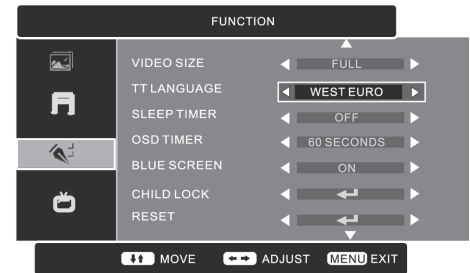 FUNCTION
VIDEO SIZE FULL
TT LANGUAGE WEST EURO
SLEEP TIMER OFF
OSD TIMER 60 SECONDS
BLUE SCREEN ON
CHILD LOCK
RESET
MOVE ADJUST MENU EXIT